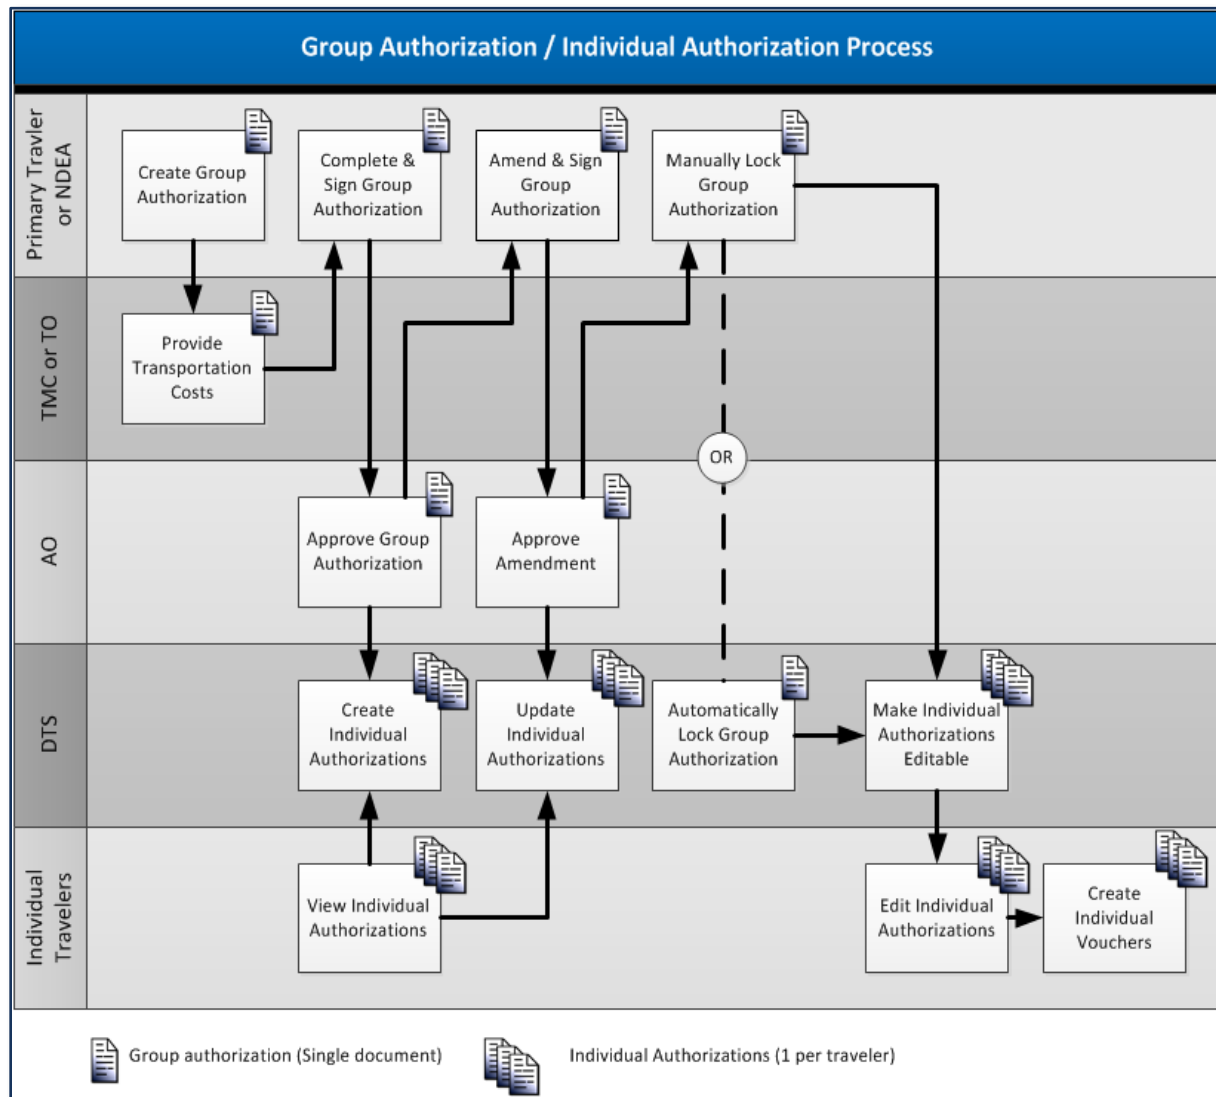 Group Authorization / Individual Authorization Process
Primary Travler
or NDEA
Create Group
Authorization
Complete &
Sign Group
Authorization
Amend & Sign
Group
Authorization
Manually Lock
Group
Authorization
TMC or TO
Provide
Transportation
Costs
OR
AO
Approve Group
Authorization
Approve
Amendment
DTS
Create
Individual
Authorizations
Update
Individual
Authorizations
Automatically
Lock Group
Authorization
Make Individual
Authorizations
Editable
Individual
Travelers
View Individual
Authorizations
Edit Individual
Authorizations
Create
Individual
Vouchers
Group authorization (Single document)
Individual Authorizations (1 per traveler)